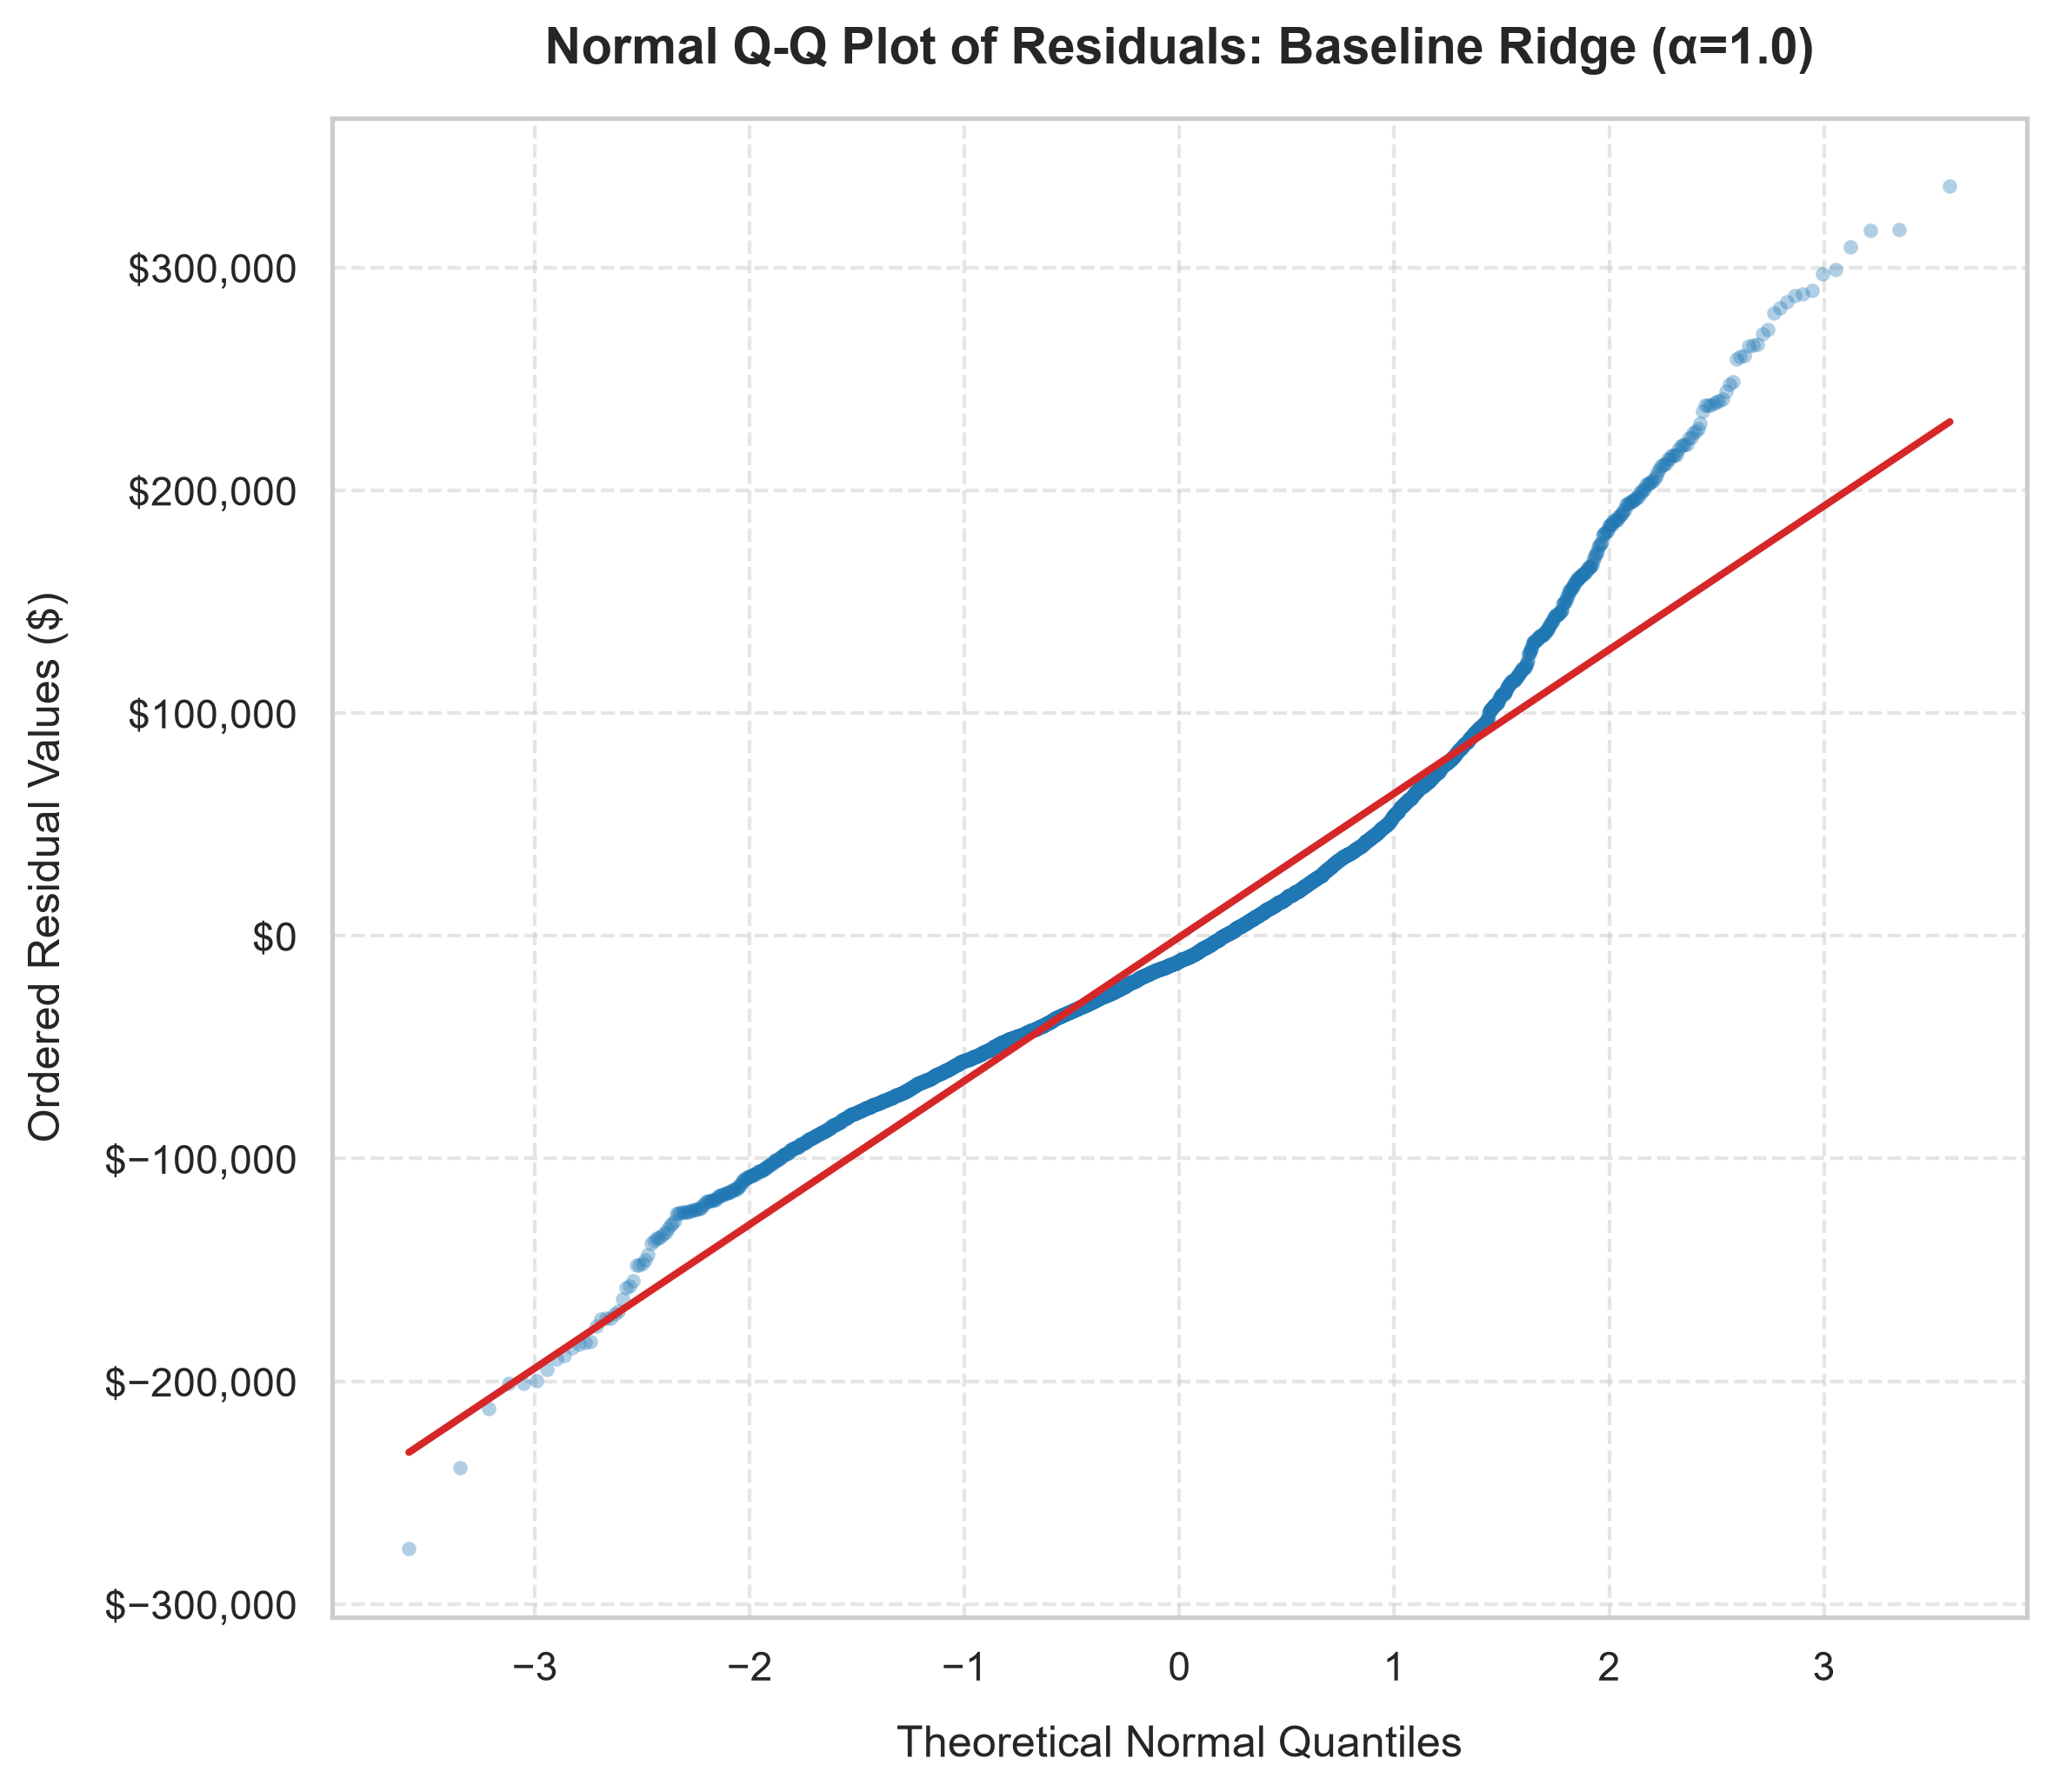 Normal Q-Q Plot of Residuals: Baseline Ridge (α=1.0)
Ordered Residual Values ($)
$300,000
$200,000
$100,000
$0
$−100,000
$−200,000
$−300,000
−3 −2 −1 0 1 2 3
Theoretical Normal Quantiles